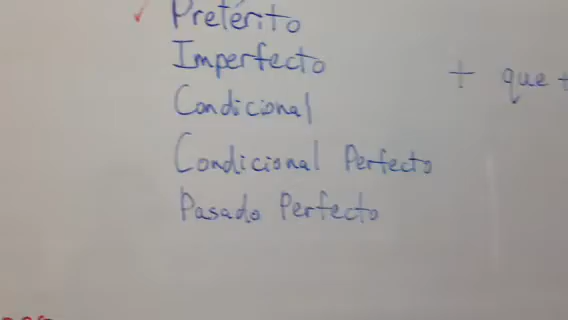 ✓ Pretérito
Imperfecto + que +
Condicional
Condicional Perfecto
Pasado Perfecto